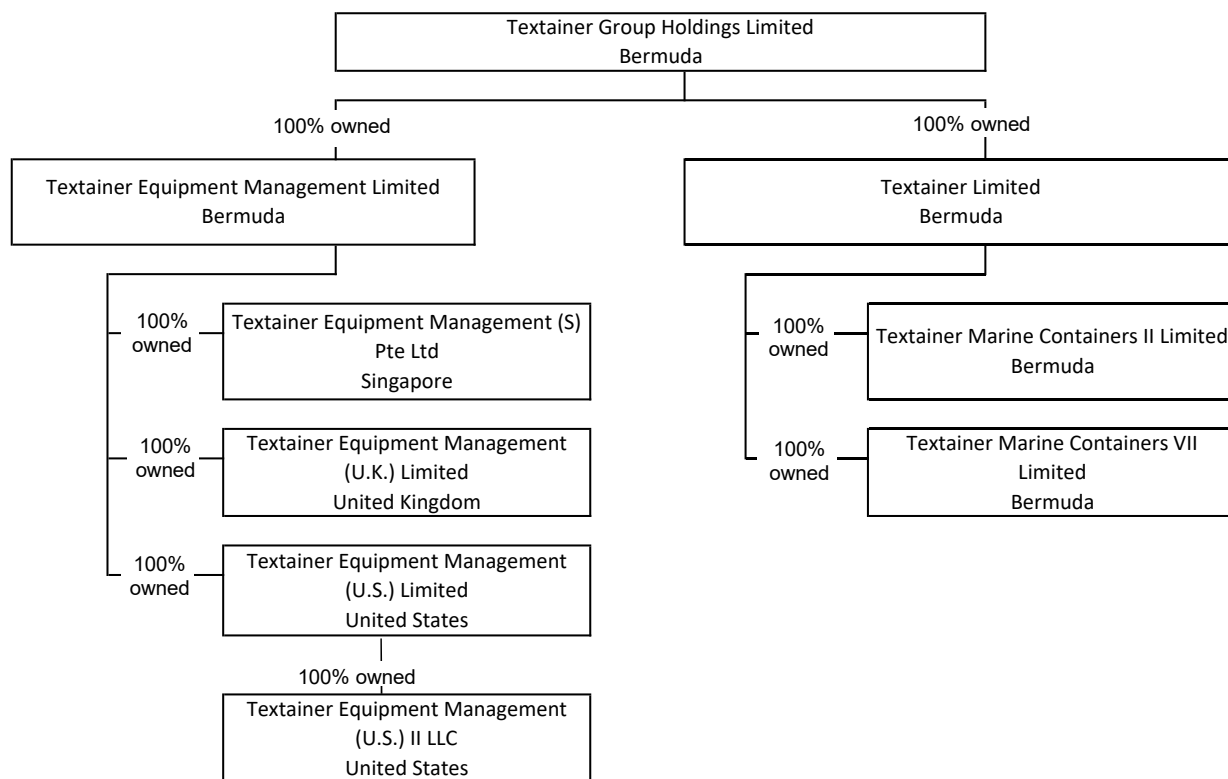 Textainer Group Holdings Limited
Bermuda
100% owned
100% owned
Textainer Equipment Management Limited
Bermuda
Textainer Limited
Bermuda
100%
owned
Textainer Equipment Management (S)
Pte Ltd
Singapore
100%
owned
Textainer Marine Containers II Limited
Bermuda
100%
owned
Textainer Equipment Management
(U.K.) Limited
United Kingdom
100%
owned
Textainer Marine Containers VII
Limited
Bermuda
100%
owned
Textainer Equipment Management
(U.S.) Limited
United States
100% owned
Textainer Equipment Management
(U.S.) II LLC
United States